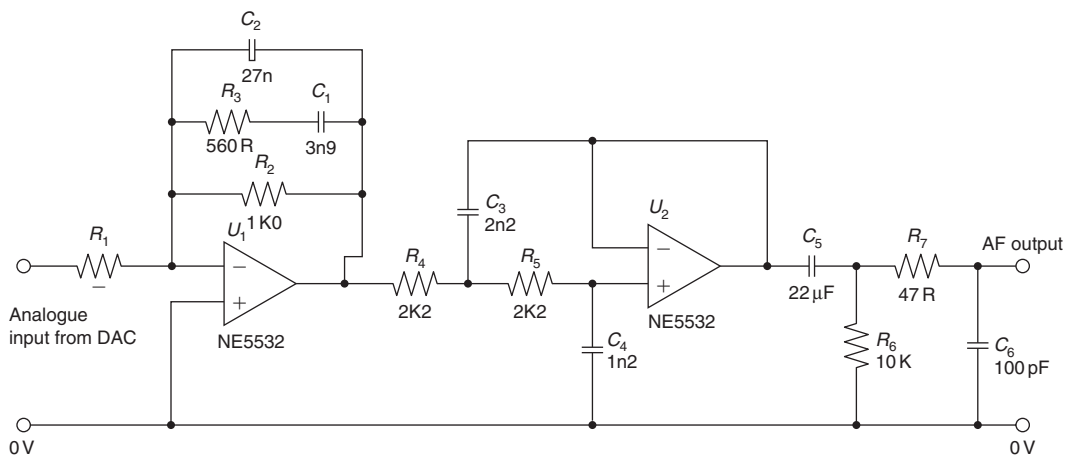 C2
27n
R3
C1
560 R
3n9
R2
1K0
U1
C3
2n2
U2
R1
−
−
+
NE5532
R4
2K2
R5
2K2
−
+
NE5532
C5
22 μF
R7
47 R
AF output
Analogue
input from DAC
C4
1n2
R6
10 K
C6
100 pF
0 V
0 V